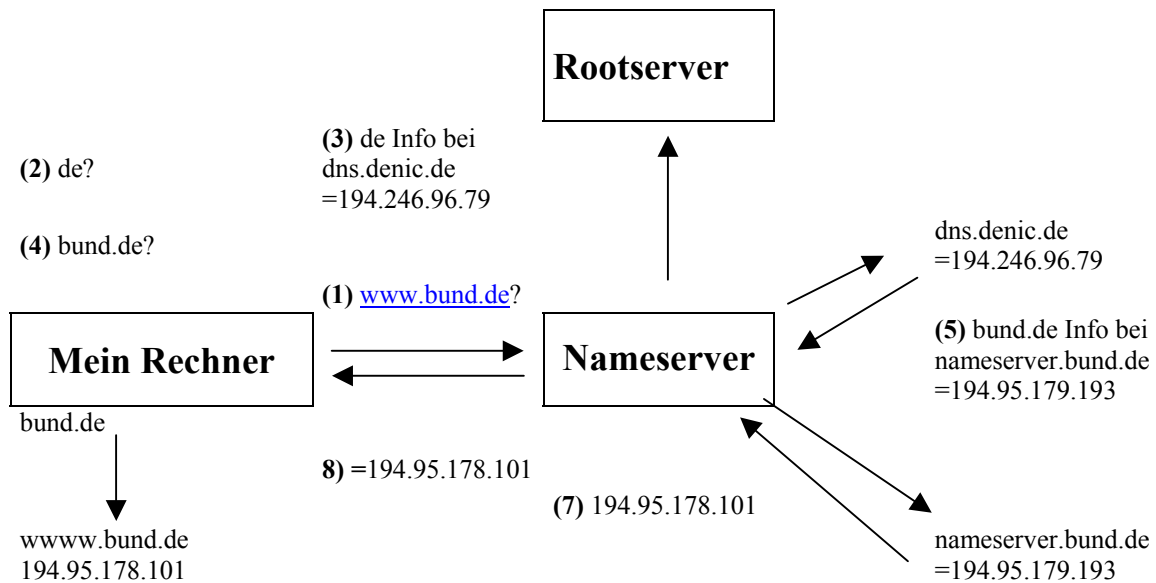 Rootserver
(3) de Info bei
dns.denic.de
=194.246.96.79
(2) de?
(4) bund.de?
dns.denic.de
=194.246.96.79
(1) www.bund.de?
Mein Rechner
Nameserver
(5) bund.de Info bei
nameserver.bund.de
=194.95.179.193
bund.de
8) =194.95.178.101
(7) 194.95.178.101
wwww.bund.de
194.95.178.101
nameserver.bund.de
=194.95.179.193